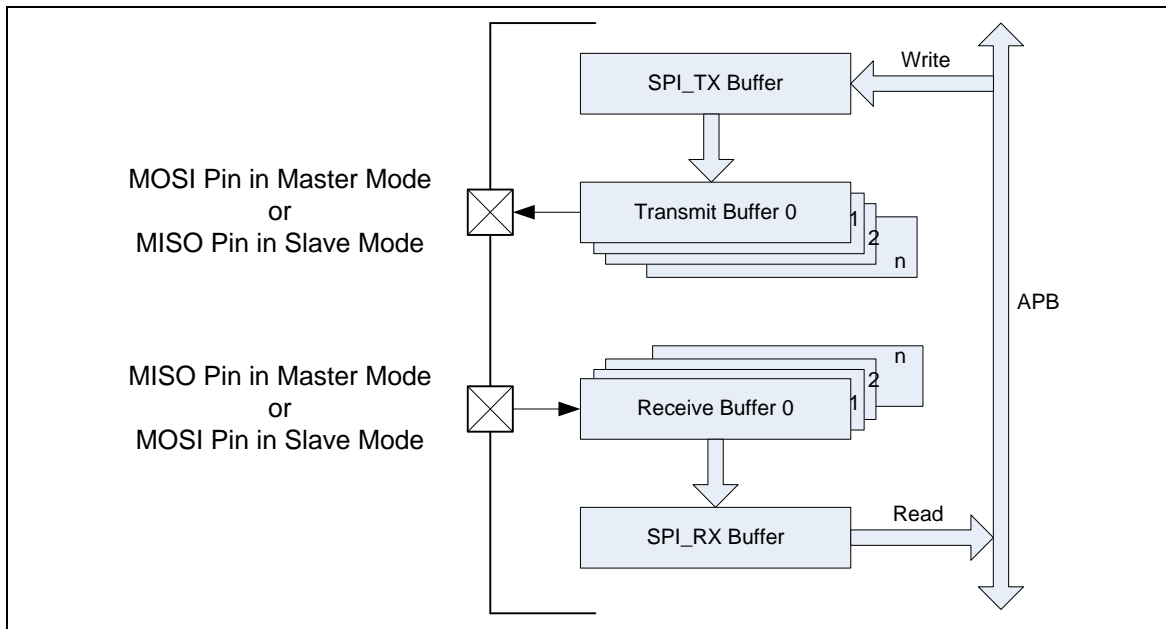 Write
SPI_TX Buffer
MOSI Pin in Master Mode
or
MISO Pin in Slave Mode
Transmit Buffer 0
1
2
n
APB
MISO Pin in Master Mode
or
MOSI Pin in Slave Mode
n
2
1
Receive Buffer 0
Read
SPI_RX Buffer